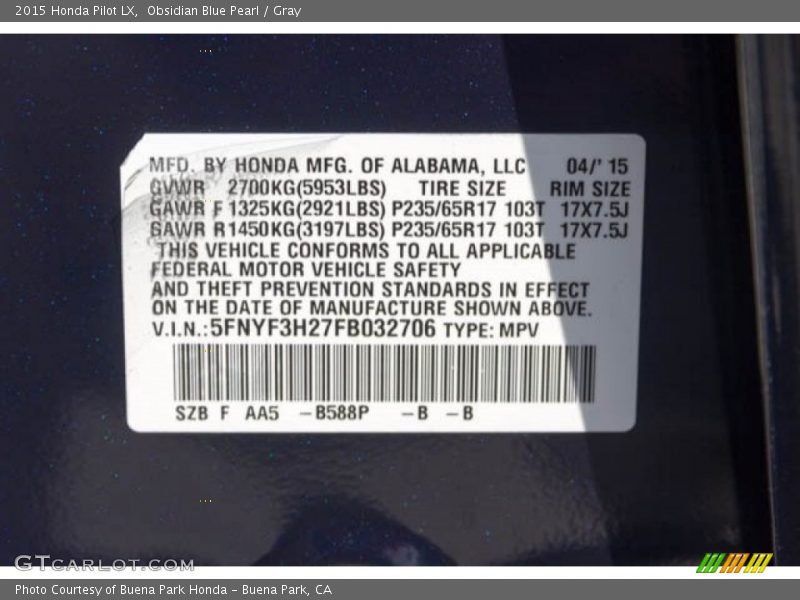 2015 Honda Pilot LX,  Obsidian Blue Pearl / Gray
MFD. BY HONDA MFG. OF ALABAMA, LLC 04/' 15
GVWR 2700KG(5953LBS) TIRE SIZE RIM SIZE
GAWR F 1325KG(2921LBS) P235/65R17 103T 17X7.5J
GAWR R1450KG(3197LBS) P235/65R17 103T 17X7.5J
THIS VEHICLE CONFORMS TO ALL APPLICABLE
FEDERAL MOTOR VEHICLE SAFETY
AND THEFT PREVENTION STANDARDS IN EFFECT
ON THE DATE OF MANUFACTURE SHOWN ABOVE.
V.I.N.:5FNYF3H27FB032706 TYPE: MPV
SZB F AA5 -B588P -B -B
GTCARLOT.COM
Photo Courtesy of Buena Park Honda - Buena Park, CA